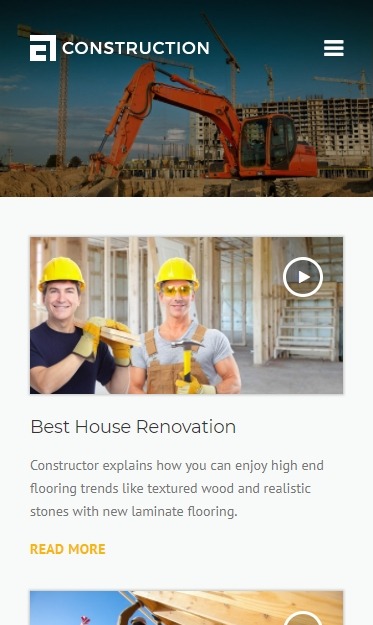 CONSTRUCTION
Best House Renovation
Constructor explains how you can enjoy high end
flooring trends like textured wood and realistic
stones with new laminate flooring.
READ MORE